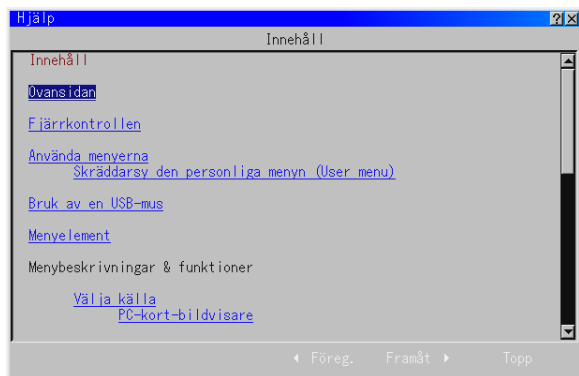 Hjälp
Innehåll
Innehåll
Ovansidan
Fjärrkontrollen
Använda menyerna
Skräddarsy den personliga menyn (User menu)
Bruk av en USB-mus
Menyelement
Menybeskrivningar & funktioner
Välja källa
PC-kort-bildvisare
Föreg. Framåt Topp